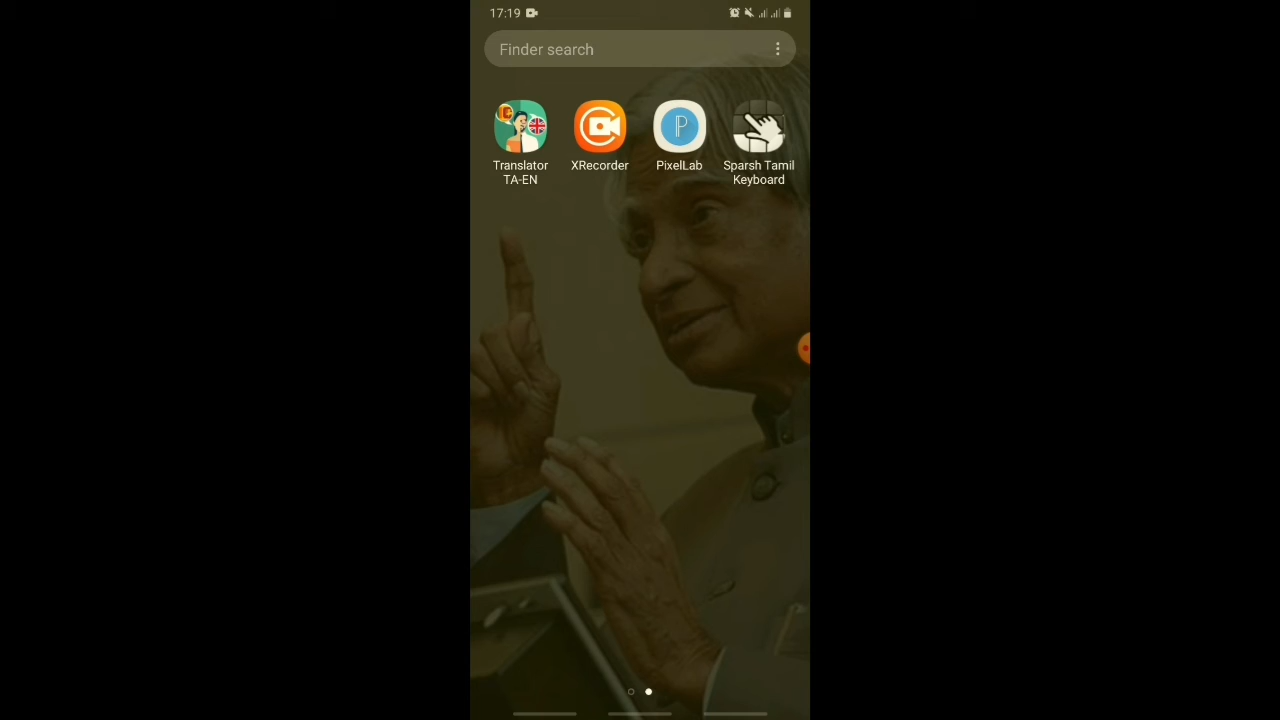 17:19
Finder search
Translator
TA-EN
XRecorder
PixelLab
Sparsh Tamil
Keyboard